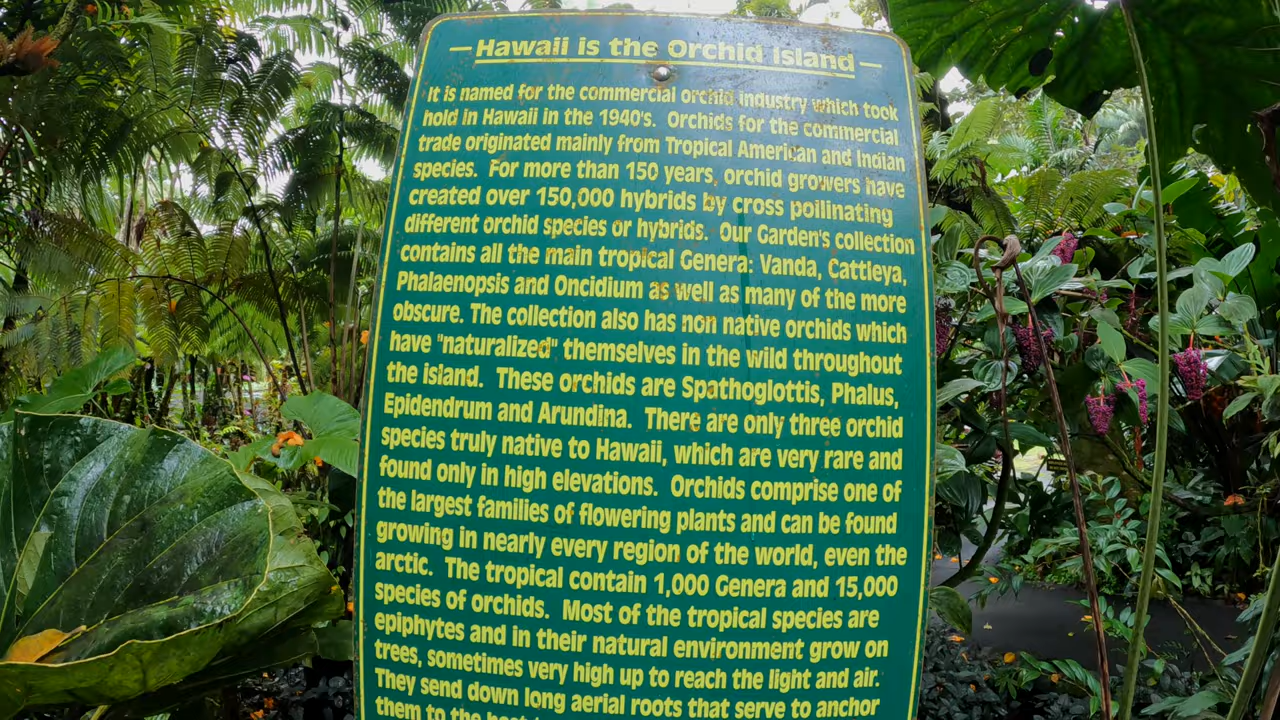 —Hawaii is the Orchid Island—
It is named for the commercial orchid industry which took
hold in Hawaii in the 1940's. Orchids for the commercial
trade originated mainly from Tropical American and Indian
species. For more than 150 years, orchid growers have
created over 150,000 hybrids by cross pollinating
different orchid species or hybrids. Our Garden's collection
contains all the main tropical Genera: Vanda, Cattleya,
Phalaenopsis and Oncidium as well as many of the more
obscure. The collection also has non native orchids which
have "naturalized" themselves in the wild throughout
the island. These orchids are Spathoglottis, Phalus,
Epidendrum and Arundina. There are only three orchid
species truly native to Hawaii, which are very rare and
found only in high elevations. Orchids comprise one of
the largest families of flowering plants and can be found
growing in nearly every region of the world, even the
arctic. The tropical contain 1,000 Genera and 15,000
species of orchids. Most of the tropical species are
epiphytes and in their natural environment grow on
trees, sometimes very high up to reach the light and air.
They send down long aerial roots that serve to anchor
them to the